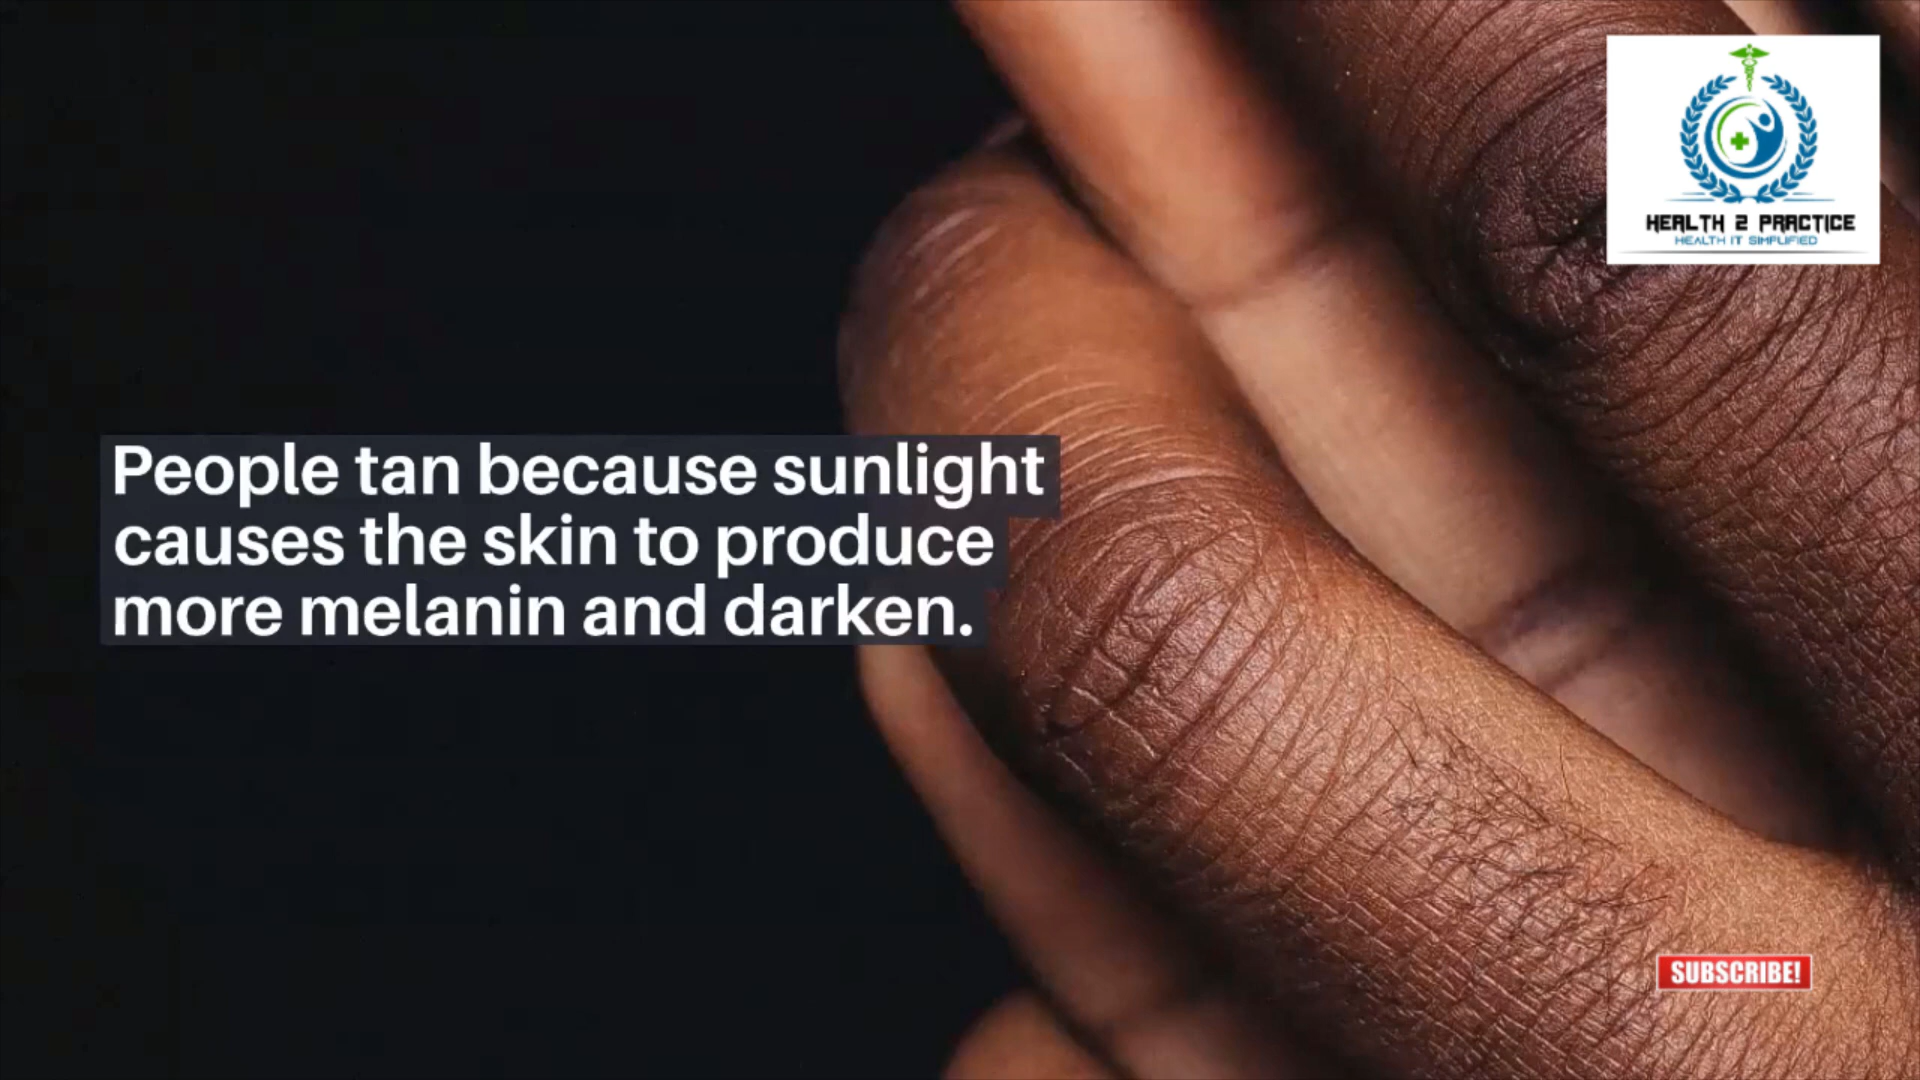 HEALTH 2 PRACTICE
HEALTH IT SIMPLIFIED
People tan because sunlight
causes the skin to produce
more melanin and darken.
SUBSCRIBE!